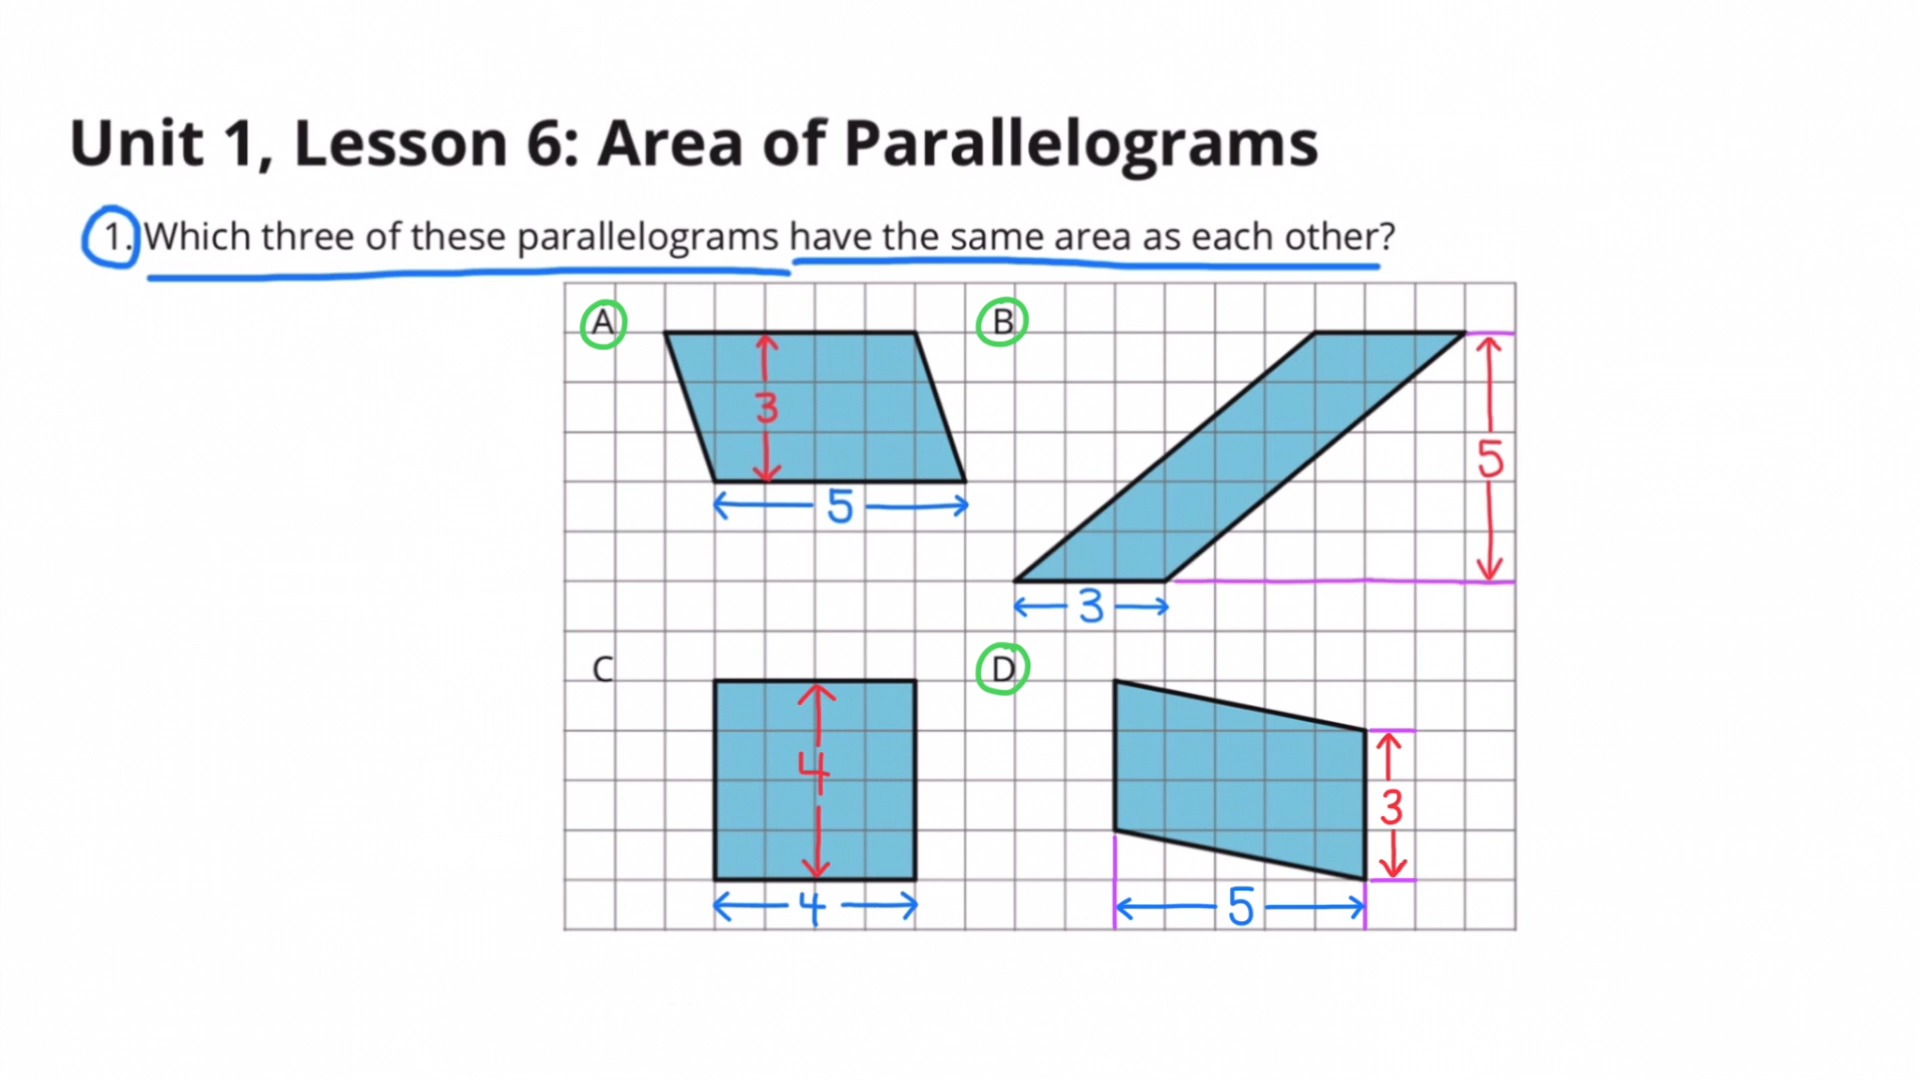 Unit 1, Lesson 6: Area of Parallelograms
1. Which three of these parallelograms have the same area as each other?
A
B
3
5
5
3
C
D
4
3
4
5